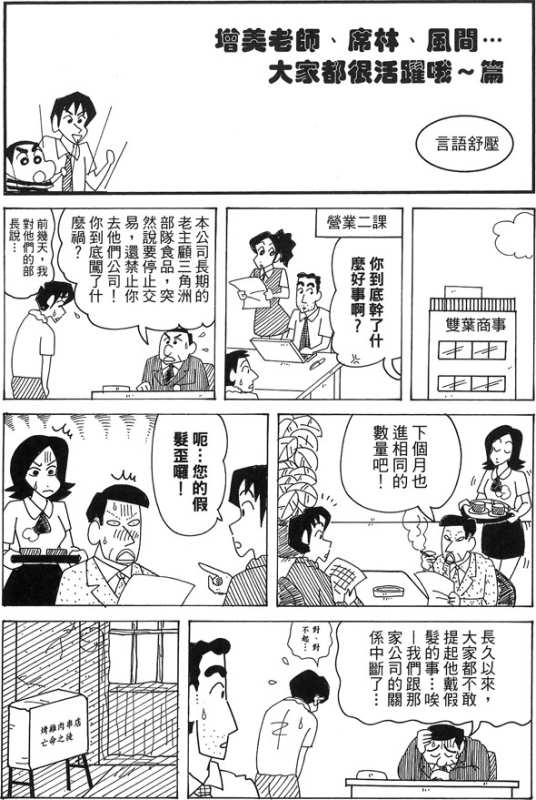 增美老師、席林、風間⋯
大家都很活躍哦～篇
言語舒壓
雙葉商事
營業二課
你到底幹了什
麼好事啊？
本公司長期的
老主顧三角洲
部隊食品，突
然說要停止交
易，還禁止你
去他們公司！
你到底闖了什
麼禍？
前幾天，我
對他們的部
長說⋯
下個月也
進相同的
數量吧！
呃⋯您的假
髮歪囉！
長久以來，
大家都不敢
提起他戴假
髮的事⋯唉
—我們跟那
家公司的關
係中斷了⋯
對、對
不起⋯
烤雞肉串店
亡命之徒